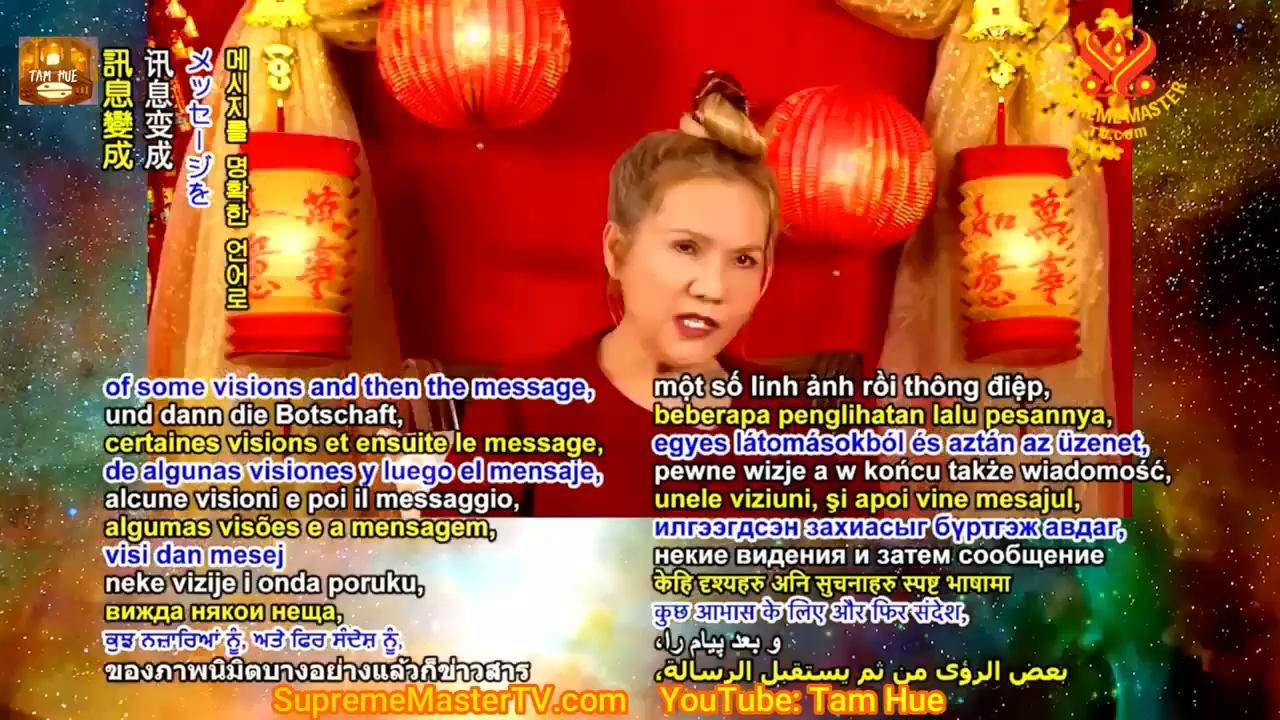 TAM HUE
訊息變成
讯息变成
メッセージを
메시지를 명확한 언어로
萬事
如意
SUPREME MASTER
TV.com
of some visions and then the message,
und dann die Botschaft,
certaines visions et ensuite le message,
de algunas visiones y luego el mensaje,
alcune visioni e poi il messaggio,
algumas visões e a mensagem,
visi dan mesej
neke vizije i onda poruku,
вижда някои неща,
ਕੁਝ ਨਜ਼ਾਰਿਆਂ ਨੂੰ, ਅਤੇ ਫਿਰ ਸੰਦੇਸ਼ ਨੂੰ,
ของภาพนิมิตบางอย่างแล้วก็ข่าวสาร
một số linh ảnh rồi thông điệp,
beberapa penglihatan lalu pesannya,
egyes látomásokból és aztán az üzenet,
pewne wizje a w końcu także wiadomość,
unele viziuni, şi apoi vine mesajul,
илгээгдсэн захиасыг бүртгэж авдаг,
некие видения и затем сообщение
केहि दृश्यहरु अनि सुचनाहरु स्पष्ट भाषामा
कुछ आभास के लिए और फिर संदेश,
و بعد پیام را،
بعض الرؤى من ثم يستقبل الرسالة،
SupremeMasterTV.com YouTube: Tam Hue